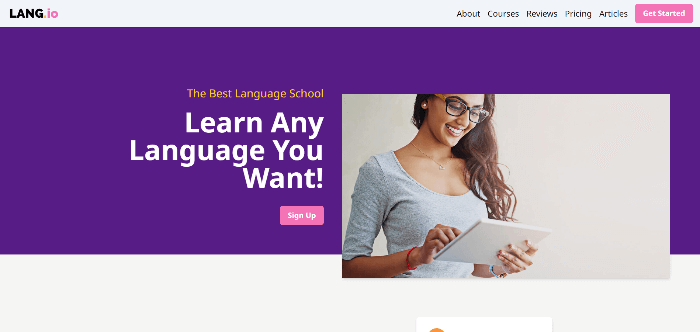 LANG.io
About Courses Reviews Pricing Articles Get Started
The Best Language School
Learn Any
Language You
Want!
Sign Up